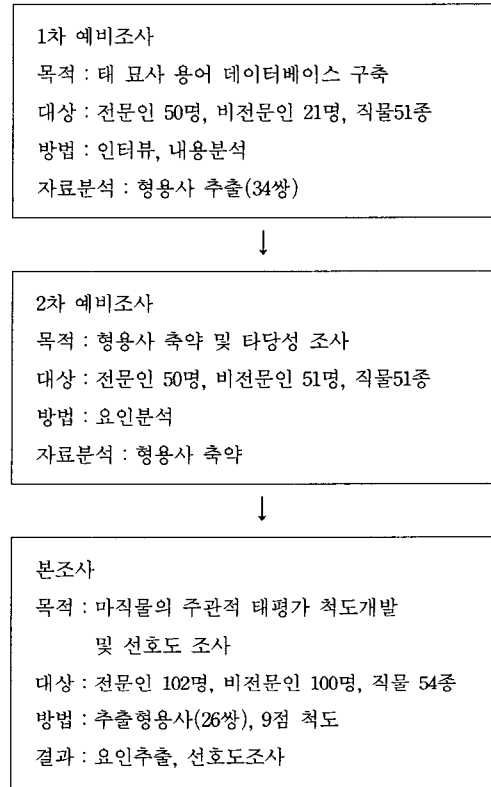 1차 예비조사
목적 : 태 묘사 용어 데이터베이스 구축
대상 : 전문인 50명, 비전문인 21명, 직물51종
방법 : 인터뷰, 내용분석
자료분석 : 형용사 추출(34쌍)
↓
2차 예비조사
목적 : 형용사 축약 및 타당성 조사
대상 : 전문인 50명, 비전문인 51명, 직물51종
방법 : 요인분석
자료분석 : 형용사 축약
↓
본조사
목적 : 마직물의 주관적 태평가 척도개발
및 선호도 조사
대상 : 전문인 102명, 비전문인 100명, 직물 54종
방법 : 추출형용사(26쌍), 9점 척도
결과 : 요인추출, 선호도조사